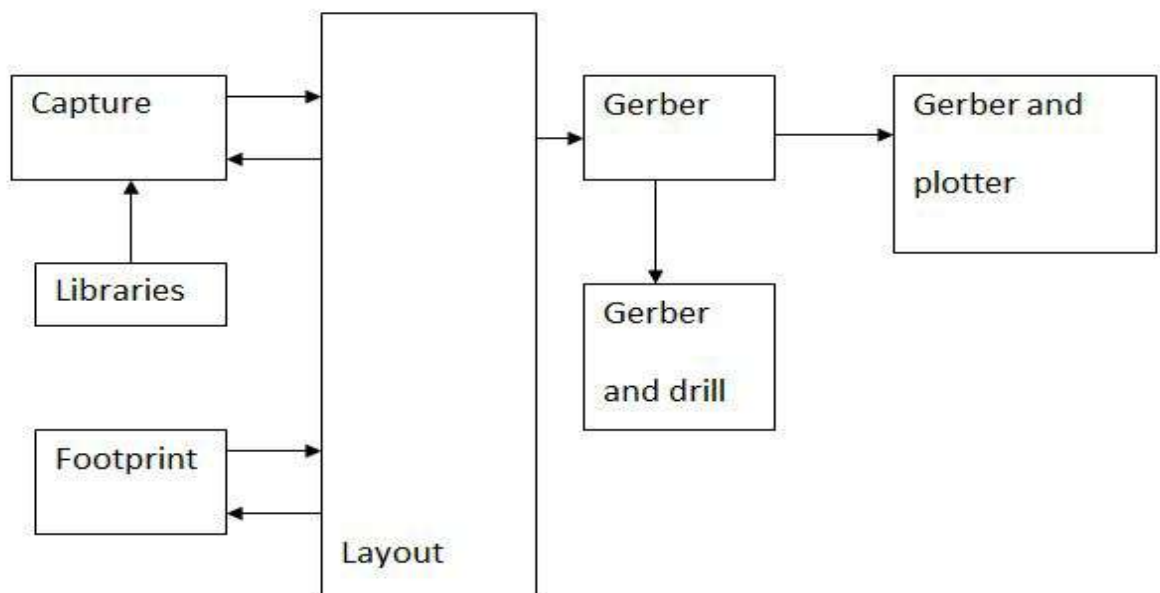 Capture
Gerber
Gerber and
plotter
Libraries
Gerber
and drill
Footprint
Layout